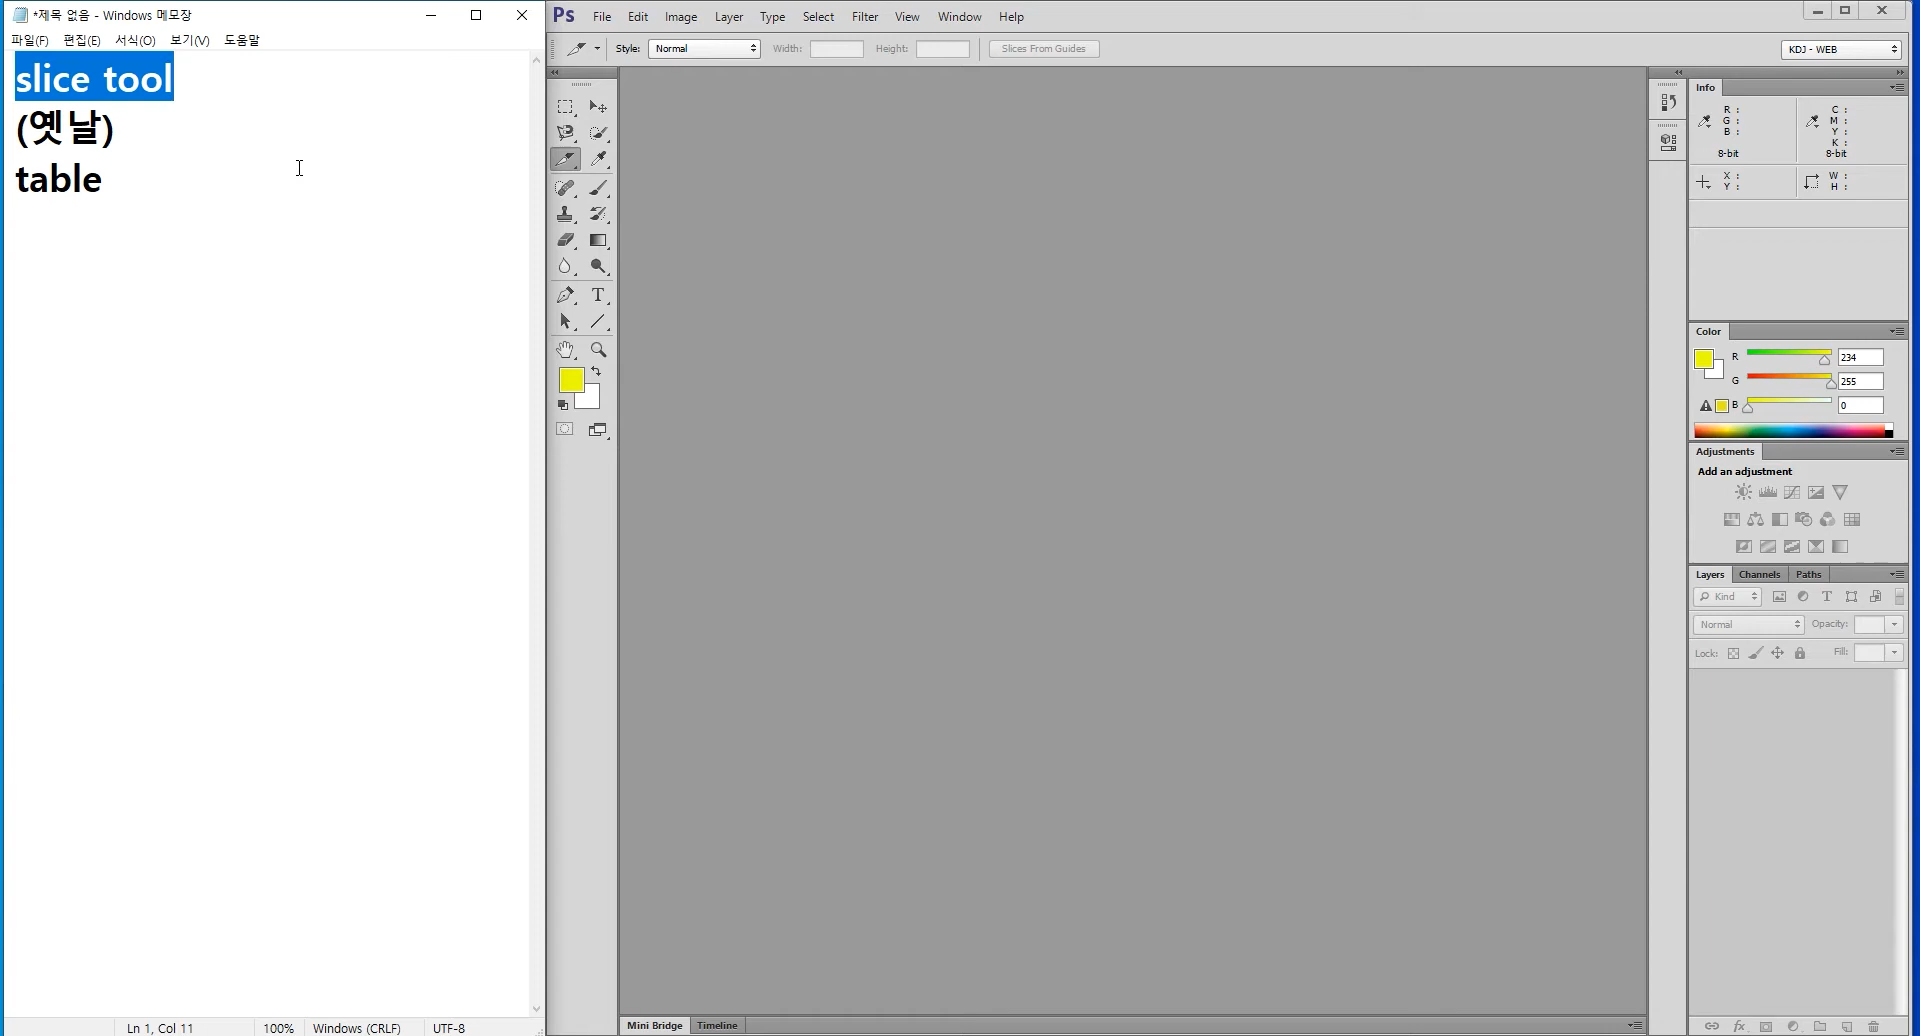 *제목 없음 - Windows 메모장
파일(F) 편집(E) 서식(O) 보기(V) 도움말
slice tool
(옛날)
table
Ln 1, Col 11 100% Windows (CRLF) UTF-8
Ps File Edit Image Layer Type Select Filter View Window Help
Style: Normal Width: Height: Slices From Guides KDJ - WEB
Info
R : C :
G : M :
B : Y :
K :
8-bit 8-bit
X : W :
Y : H :
Color
R 234
G 255
B 0
Adjustments
Add an adjustment
Layers Channels Paths
Kind
Normal Opacity:
Lock: Fill:
Mini Bridge Timeline